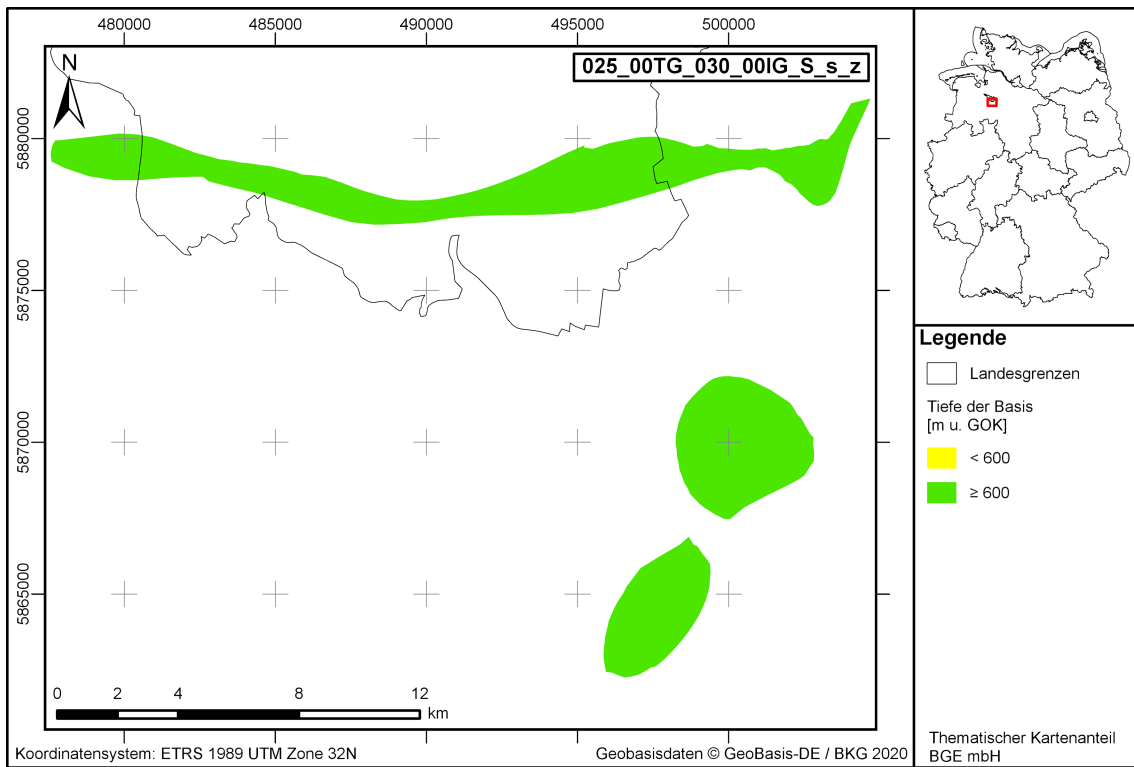 480000 485000 490000 495000 500000
025_00TG_030_00IG_S_s_z
N
5880000
5875000
5870000
5865000
0 2 4 8 12
km
Koordinatensystem: ETRS 1989 UTM Zone 32N
Geobasisdaten © GeoBasis-DE / BKG 2020
Legende
Landesgrenzen
Tiefe der Basis
[m u. GOK]
< 600
≥ 600
Thematischer Kartenanteil
BGE mbH